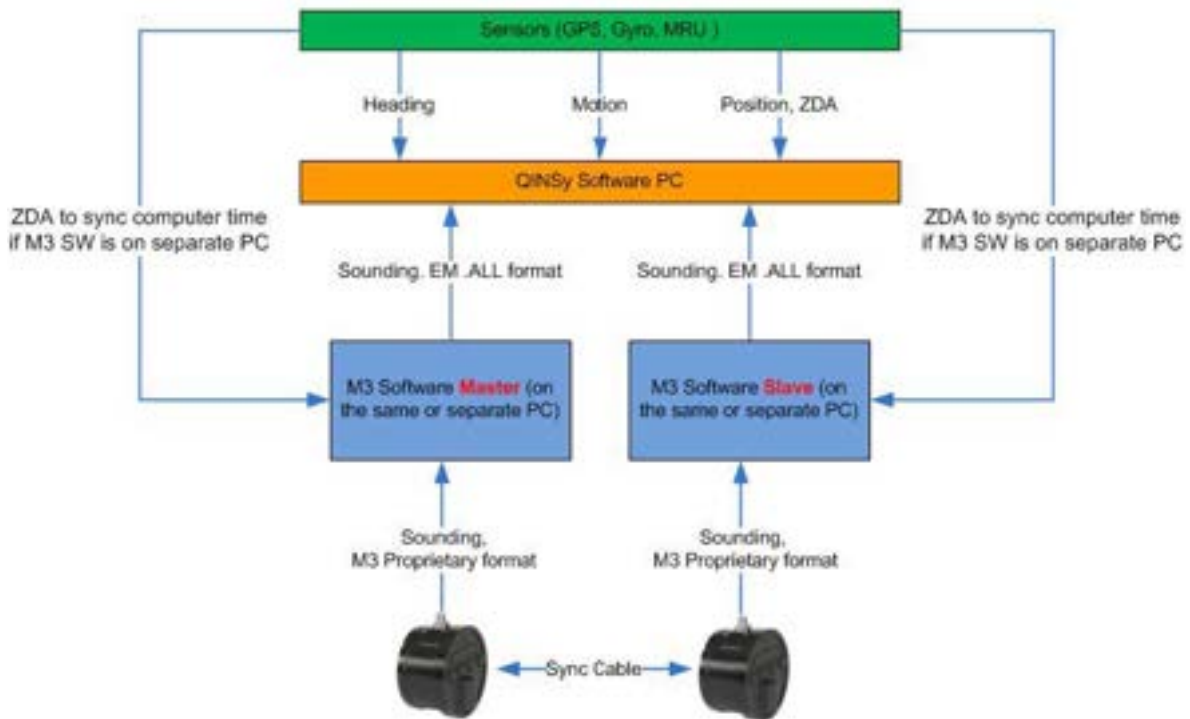 Sensors (GPS, Gyro, MRU )
Heading
Motion
Position, ZDA
QINSy Software PC
ZDA to sync computer time
if M3 SW is on separate PC
ZDA to sync computer time
if M3 SW is on separate PC
Sounding. EM .ALL format
Sounding. EM .ALL format
M3 Software Master (on
the same or separate PC)
M3 Software Slave (on
the same or separate PC)
Sounding,
M3 Proprietary format
Sounding,
M3 Proprietary format
Sync Cable